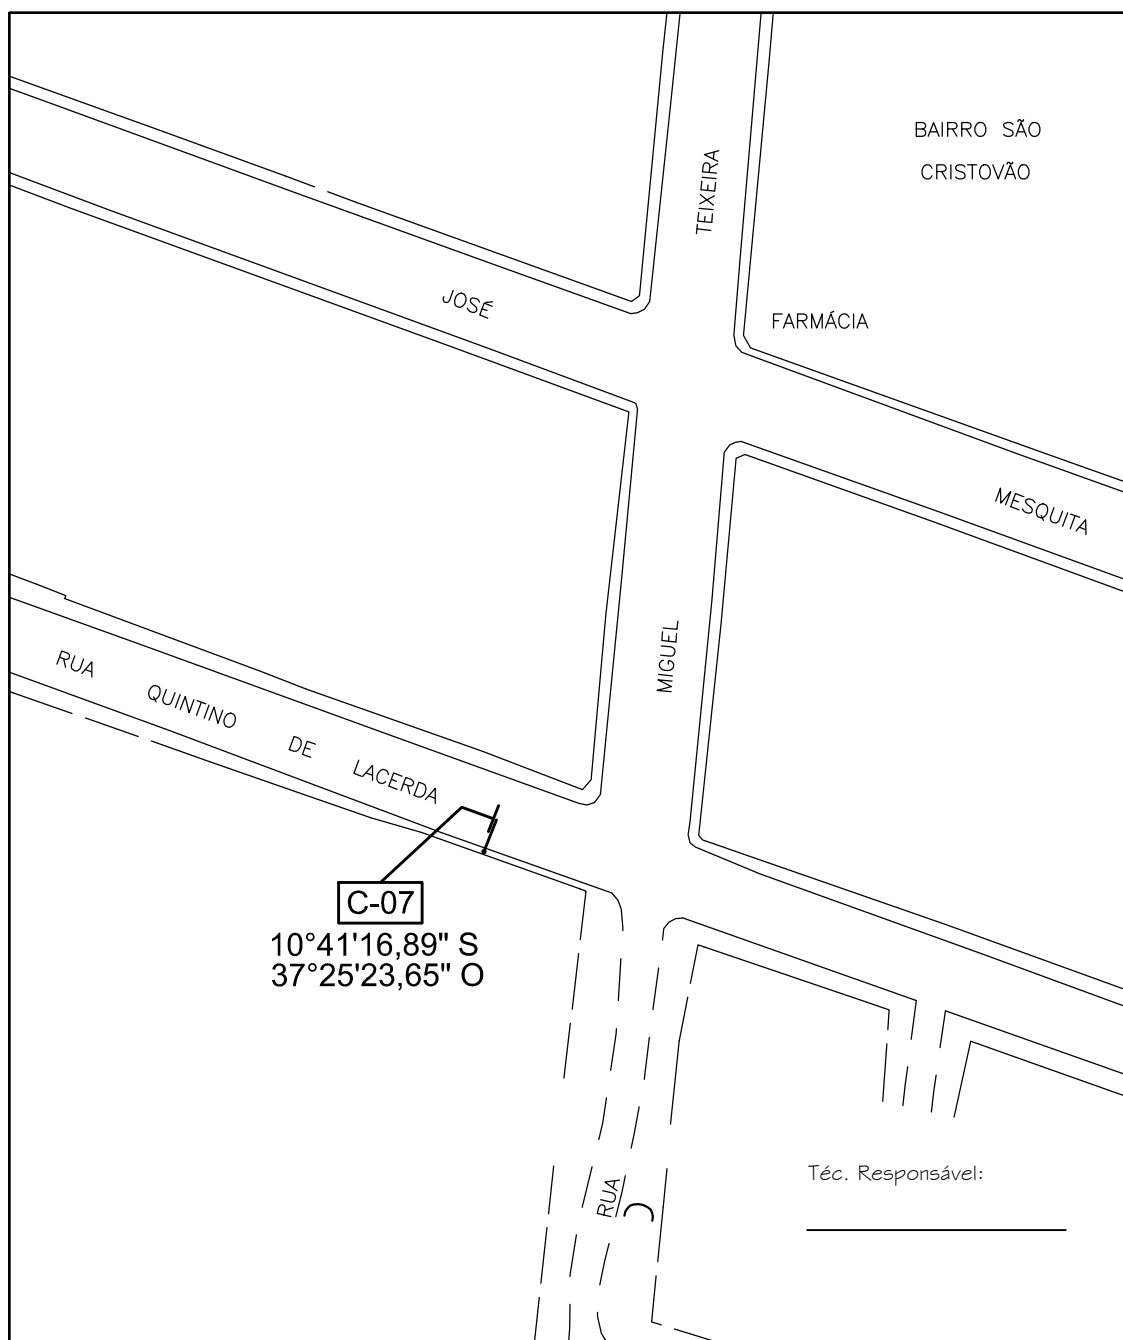 BAIRRO SÃO
CRISTOVÃO
TEIXEIRA
JOSÉ
FARMÁCIA
MESQUITA
MIGUEL
RUA QUINTINO DE LACERDA
C-07
10°41'16,89" S
37°25'23,65" O
Téc. Responsável:
RUA